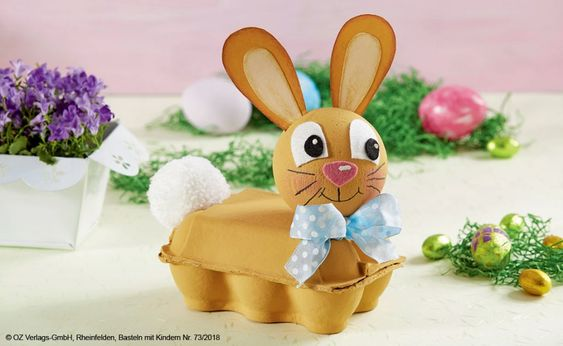 © OZ Verlags-GmbH, Rheinfelden, Basteln mit Kindern Nr. 73/2018